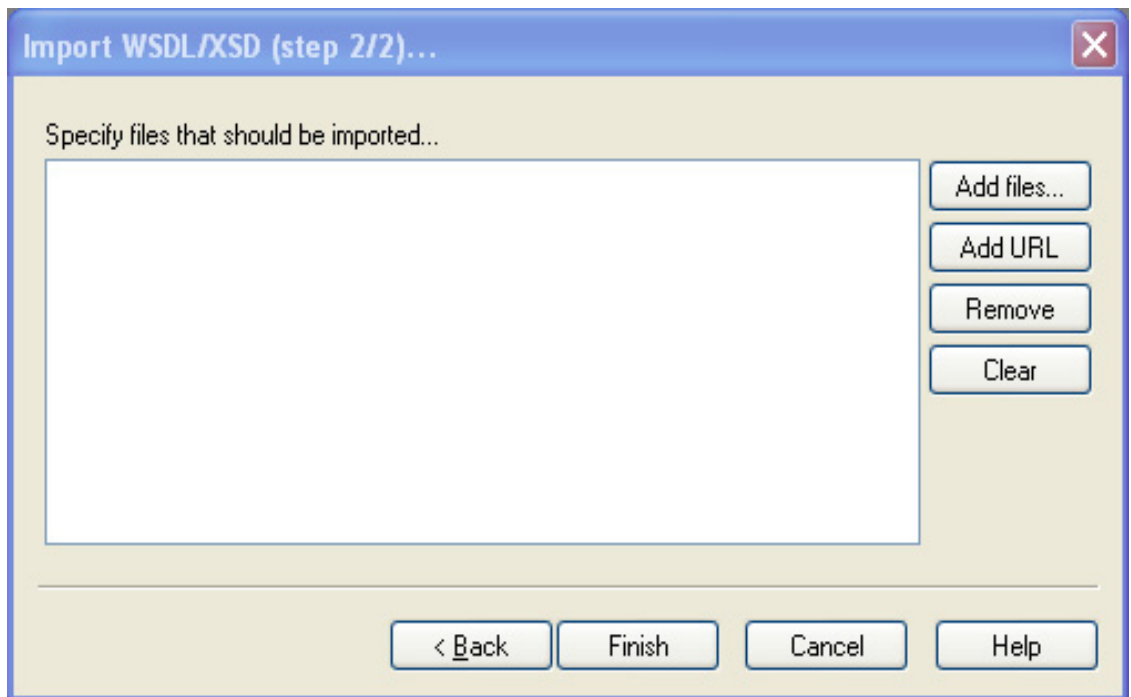 Import WSDL/XSD (step 2/2)...
Specify files that should be imported...
Add files...
Add URL
Remove
Clear
< Back
Finish
Cancel
Help